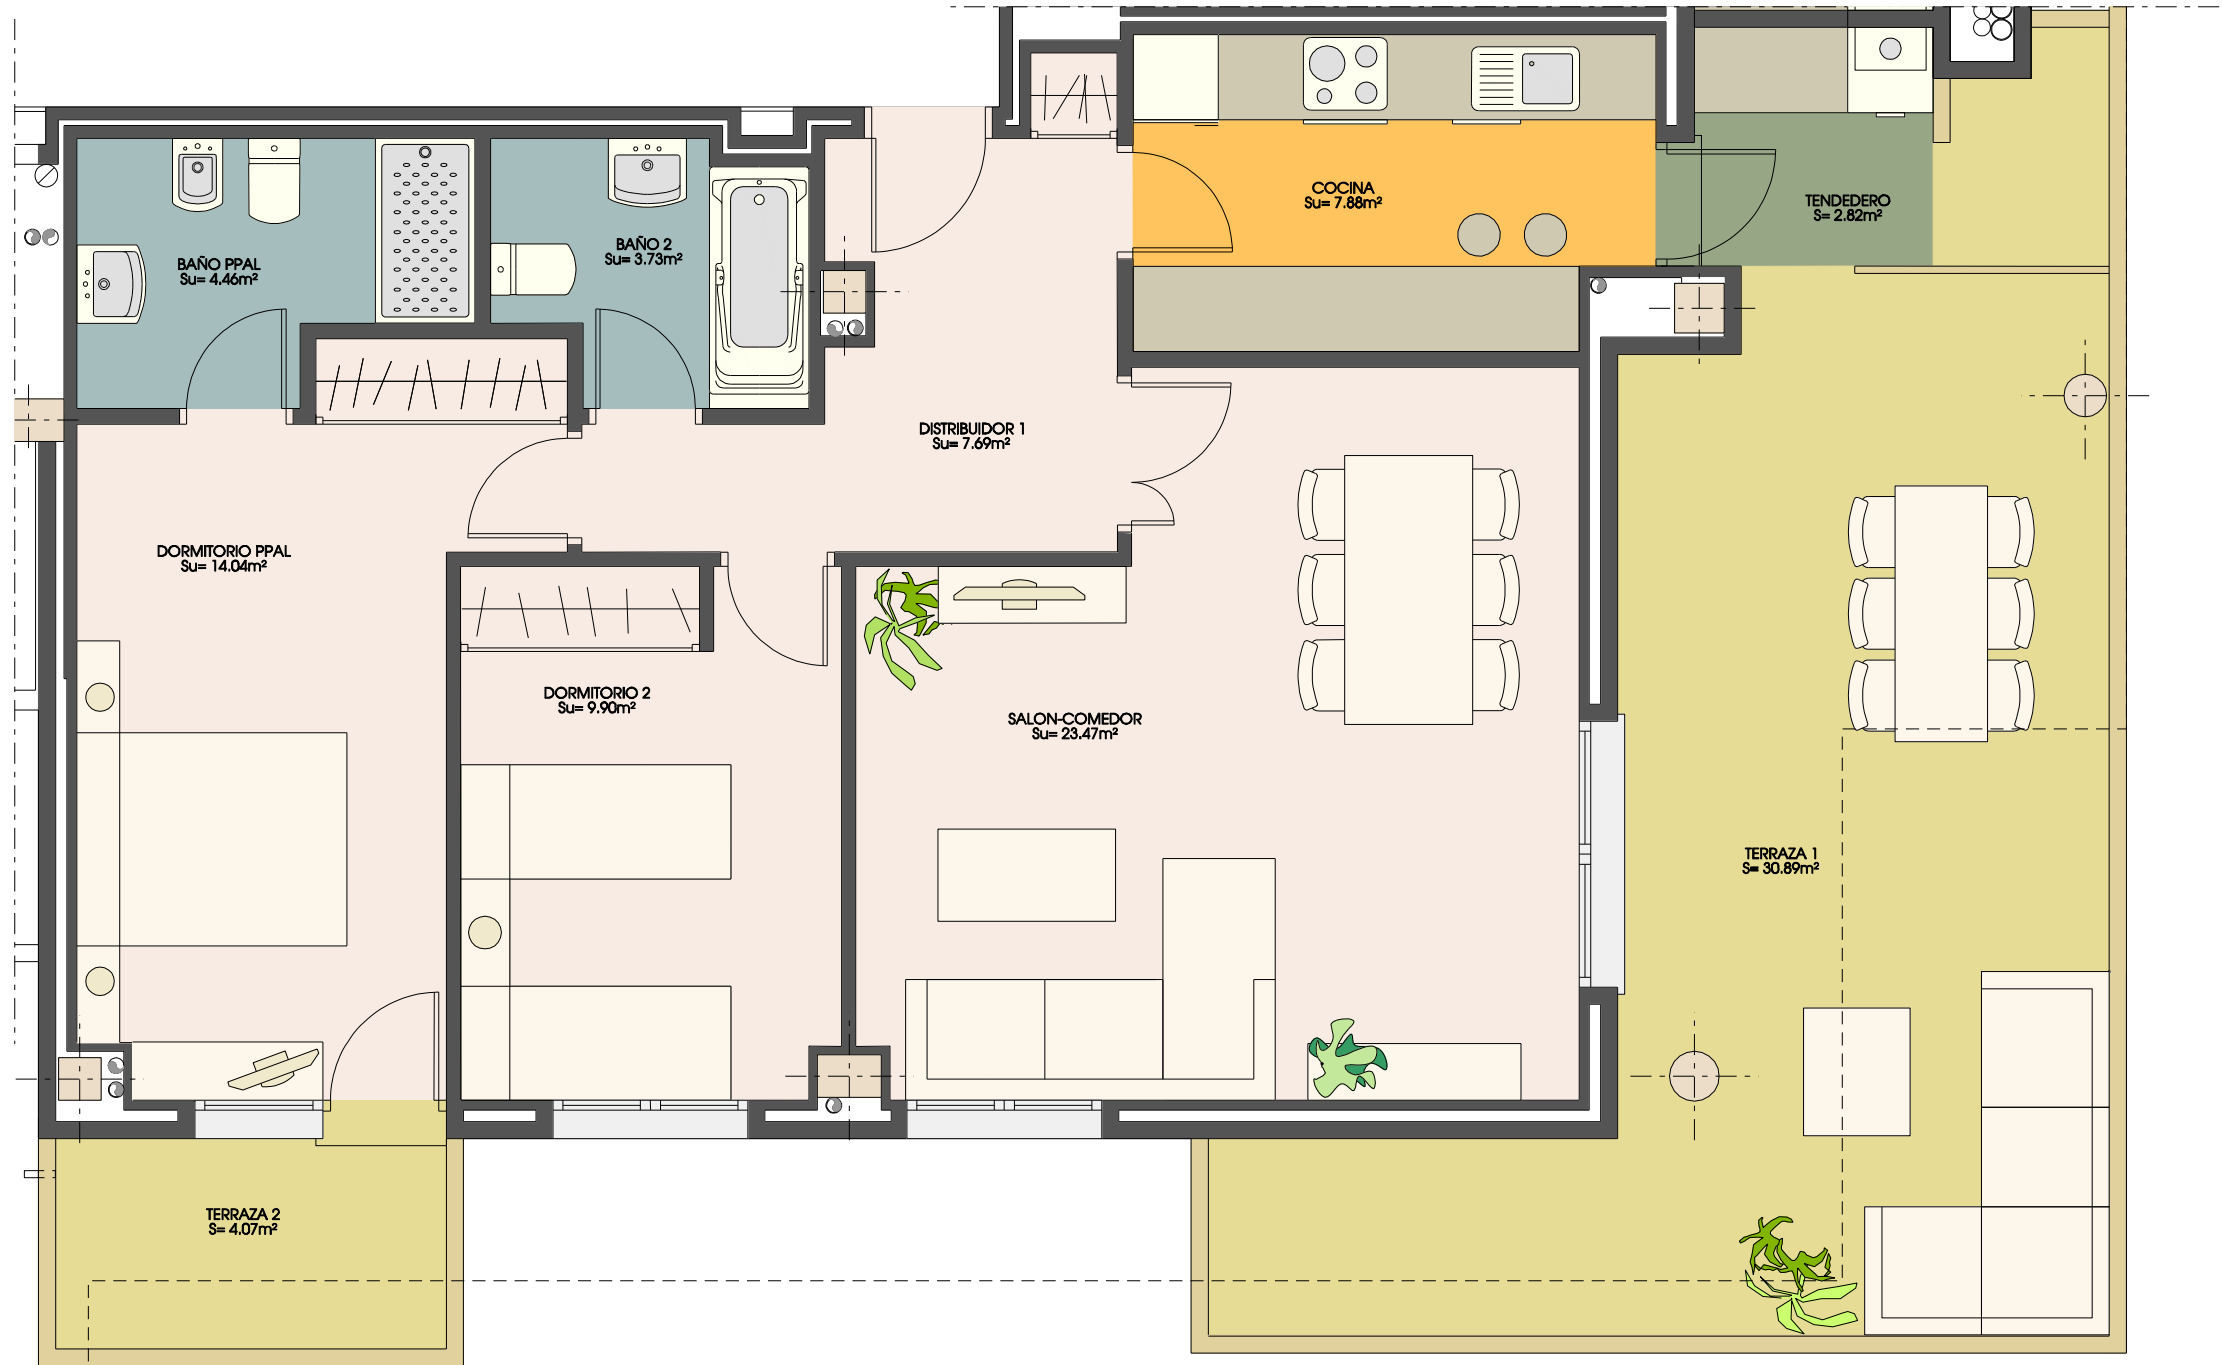 COCINA
Su= 7.88m²
TENDEDERO
S= 2.82m²
BAÑO PPAL
Su= 4.46m²
BAÑO 2
Su= 3.73m²
DISTRIBUIDOR 1
Su= 7.69m²
DORMITORIO PPAL
Su= 14.04m²
DORMITORIO 2
Su= 9.90m²
SALON-COMEDOR
Su= 23.47m²
TERRAZA 1
S= 30.89m²
TERRAZA 2
S= 4.07m²